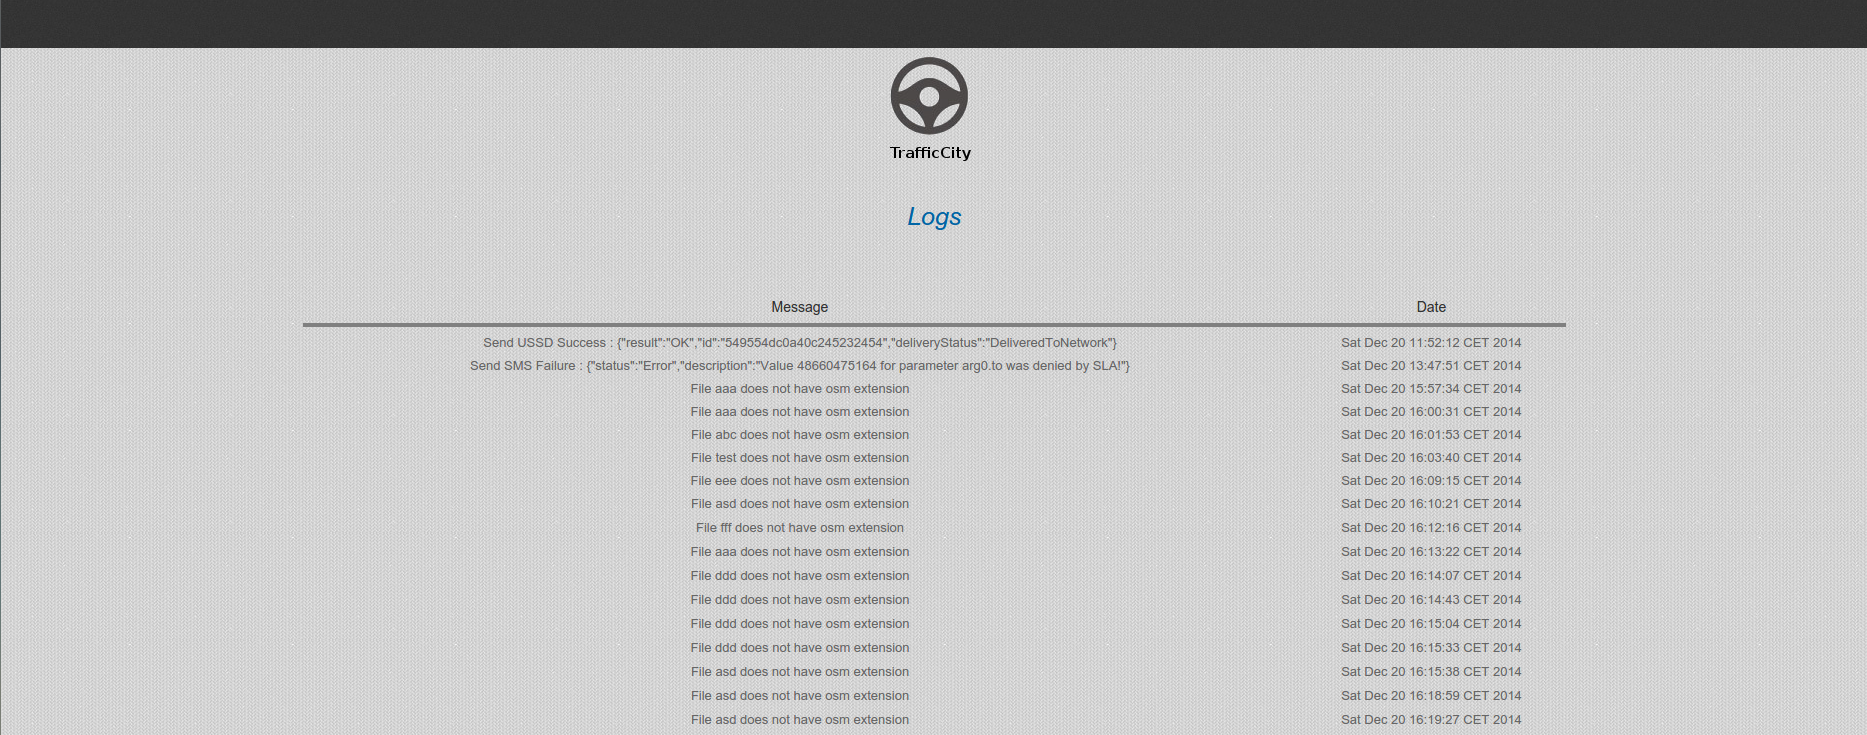 TrafficCity
Logs
Message Date
Send USSD Success : {"result":"OK","id":"549554dc0a40c245232454","deliveryStatus":"DeliveredToNetwork"} Sat Dec 20 11:52:12 CET 2014
Send SMS Failure : {"status":"Error","description":"Value 48660475164 for parameter arg0.to was denied by SLA!"} Sat Dec 20 13:47:51 CET 2014
File aaa does not have osm extension Sat Dec 20 15:57:34 CET 2014
File aaa does not have osm extension Sat Dec 20 16:00:31 CET 2014
File abc does not have osm extension Sat Dec 20 16:01:53 CET 2014
File test does not have osm extension Sat Dec 20 16:03:40 CET 2014
File eee does not have osm extension Sat Dec 20 16:09:15 CET 2014
File asd does not have osm extension Sat Dec 20 16:10:21 CET 2014
File fff does not have osm extension Sat Dec 20 16:12:16 CET 2014
File aaa does not have osm extension Sat Dec 20 16:13:22 CET 2014
File ddd does not have osm extension Sat Dec 20 16:14:07 CET 2014
File ddd does not have osm extension Sat Dec 20 16:14:43 CET 2014
File ddd does not have osm extension Sat Dec 20 16:15:04 CET 2014
File ddd does not have osm extension Sat Dec 20 16:15:33 CET 2014
File asd does not have osm extension Sat Dec 20 16:15:38 CET 2014
File asd does not have osm extension Sat Dec 20 16:18:59 CET 2014
File asd does not have osm extension Sat Dec 20 16:19:27 CET 2014